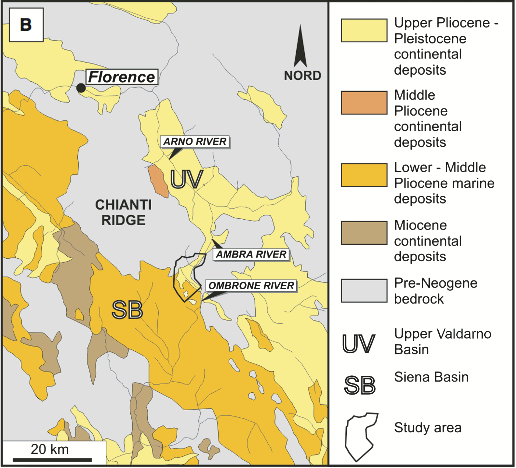 B
Florence
NORD
ARNO RIVER
UV
CHIANTI
RIDGE
AMBRA RIVER
OMBRONE RIVER
SB
20 km
Upper Pliocene -
Pleistocene
continental
deposits
Middle
Pliocene
continental
deposits
Lower - Middle
Pliocene marine
deposits
Miocene
continental
deposits
Pre-Neogene
bedrock
UV
Upper Valdarno
Basin
SB
Siena Basin
Study area